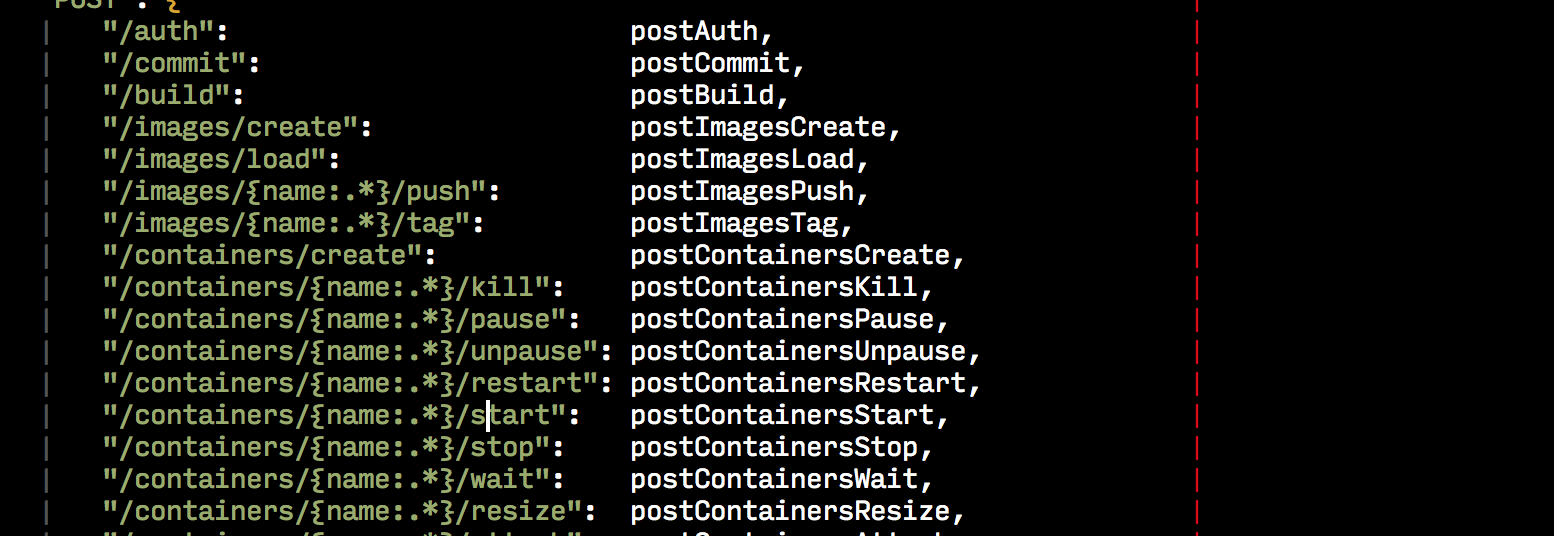 "POST": {
"/auth": postAuth,
"/commit": postCommit,
"/build": postBuild,
"/images/create": postImagesCreate,
"/images/load": postImagesLoad,
"/images/{name:.*}/push": postImagesPush,
"/images/{name:.*}/tag": postImagesTag,
"/containers/create": postContainersCreate,
"/containers/{name:.*}/kill": postContainersKill,
"/containers/{name:.*}/pause": postContainersPause,
"/containers/{name:.*}/unpause": postContainersUnpause,
"/containers/{name:.*}/restart": postContainersRestart,
"/containers/{name:.*}/start": postContainersStart,
"/containers/{name:.*}/stop": postContainersStop,
"/containers/{name:.*}/wait": postContainersWait,
"/containers/{name:.*}/resize": postContainersResize,